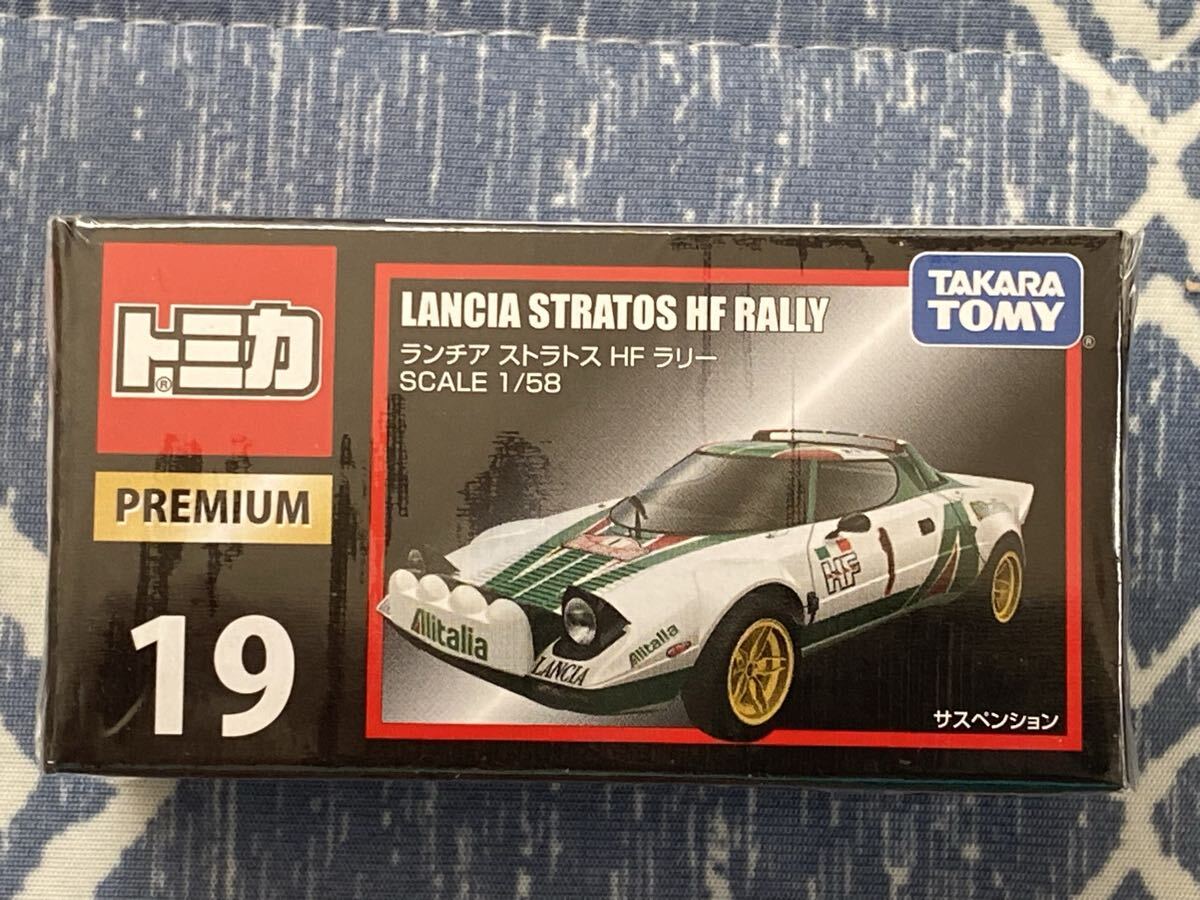 トミカ
®
PREMIUM
19
LANCIA STRATOS HF RALLY
ランチア ストラトス HF ラリー
SCALE 1/58
TAKARA
TOMY
®
1
HF
Alitalia
LANCIA
Alitalia
サスペンション